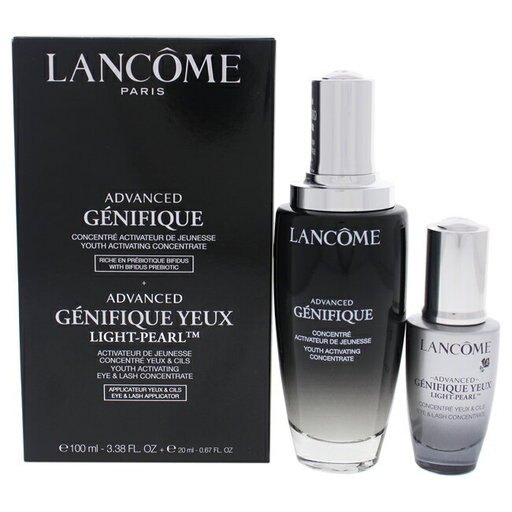 LANCÔME
PARIS
ADVANCED
GÉNIFIQUE
CONCENTRÉ ACTIVATEUR DE JEUNESSE
YOUTH ACTIVATING CONCENTRATE
RICHE EN PRÉBIOTIQUE BIFIDUS
WITH BIFIDUS PREBIOTIC
+
ADVANCED
GÉNIFIQUE YEUX
LIGHT-PEARL™
ACTIVATEUR DE JEUNESSE
CONCENTRÉ YEUX & CILS
YOUTH ACTIVATING
EYE & LASH CONCENTRATE
APPLICATEUR YEUX & CILS
EYE & LASH APPLICATOR
℮ 100 ml - 3.38 FL. OZ + ℮ 20 ml - 0.67 FL. OZ
LANCÔME
ADVANCED
GÉNIFIQUE
CONCENTRÉ
ACTIVATEUR DE JEUNESSE
YOUTH ACTIVATING
CONCENTRATE
LANCÔME
ADVANCED
GÉNIFIQUE YEUX
LIGHT-PEARL™
CONCENTRÉ YEUX & CILS
EYE & LASH CONCENTRATE